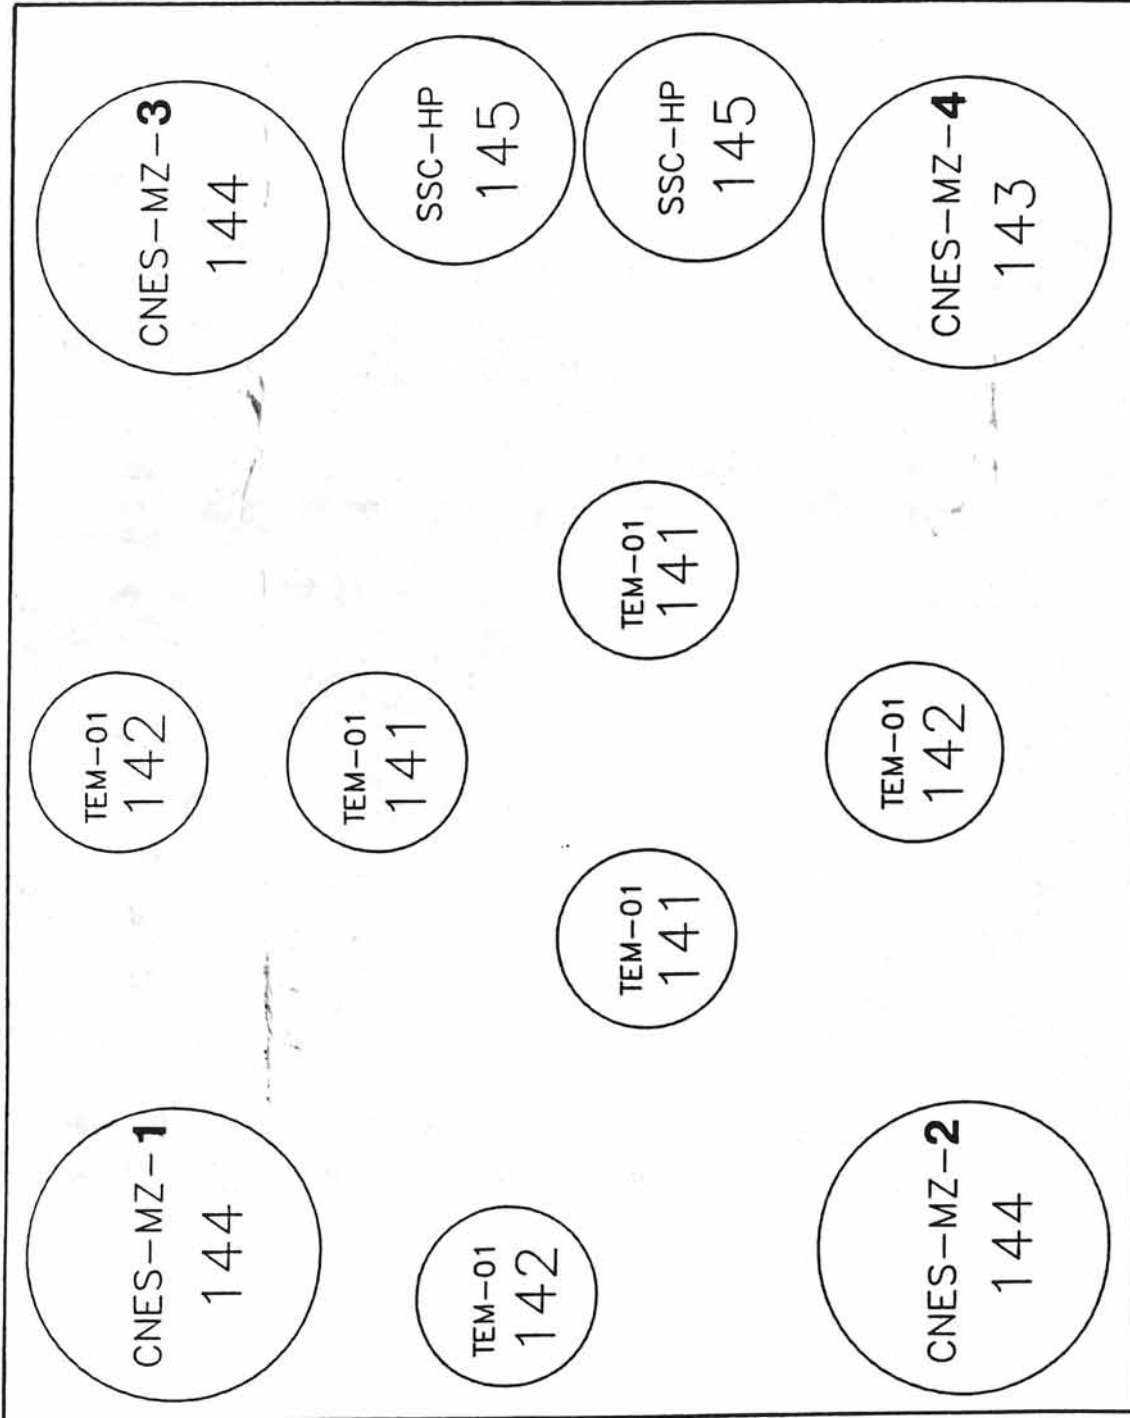 CNES-MZ-1
144
TEM-01
142
CNES-MZ-3
144
TEM-01
142
TEM-01
141
SSC-HP
145
TEM-01
141
TEM-01
141
SSC-HP
145
CNES-MZ-2
144
TEM-01
142
CNES-MZ-4
143